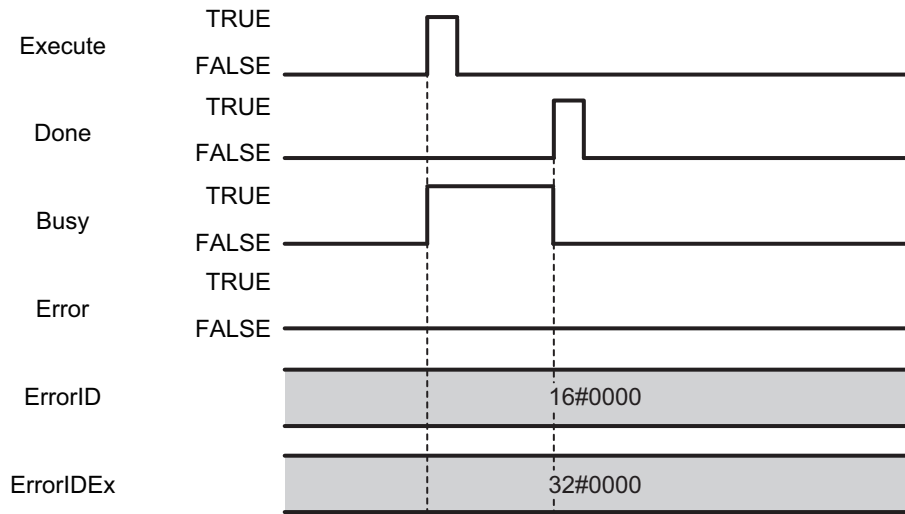 TRUE
Execute
FALSE
TRUE
Done
FALSE
TRUE
Busy
FALSE
TRUE
Error
FALSE
ErrorID 16#0000
ErrorIDEx 32#0000